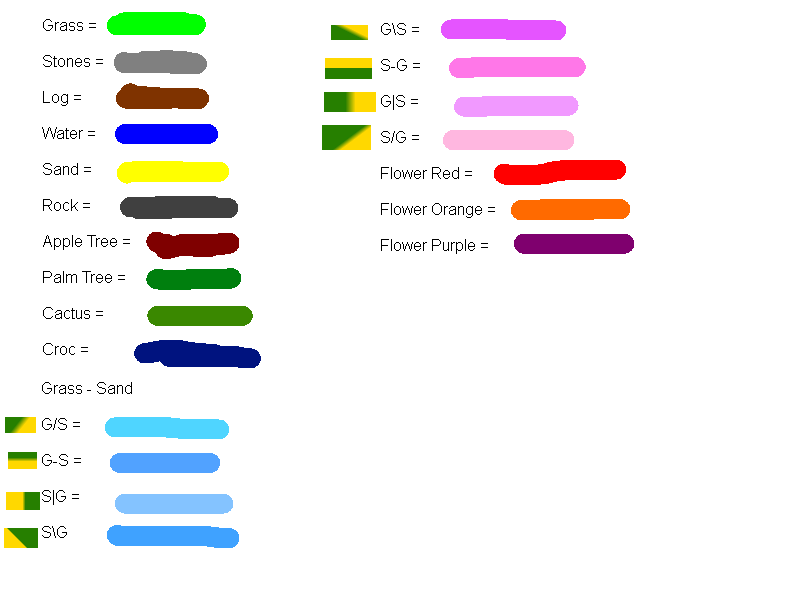 Grass =
Stones =
Log =
Water =
Sand =
Rock =
Apple Tree =
Palm Tree =
Cactus =
Croc =
Grass - Sand
G/S =
G-S =
S|G =
S\G
G\S =
S-G =
G|S =
S/G =
Flower Red =
Flower Orange =
Flower Purple =